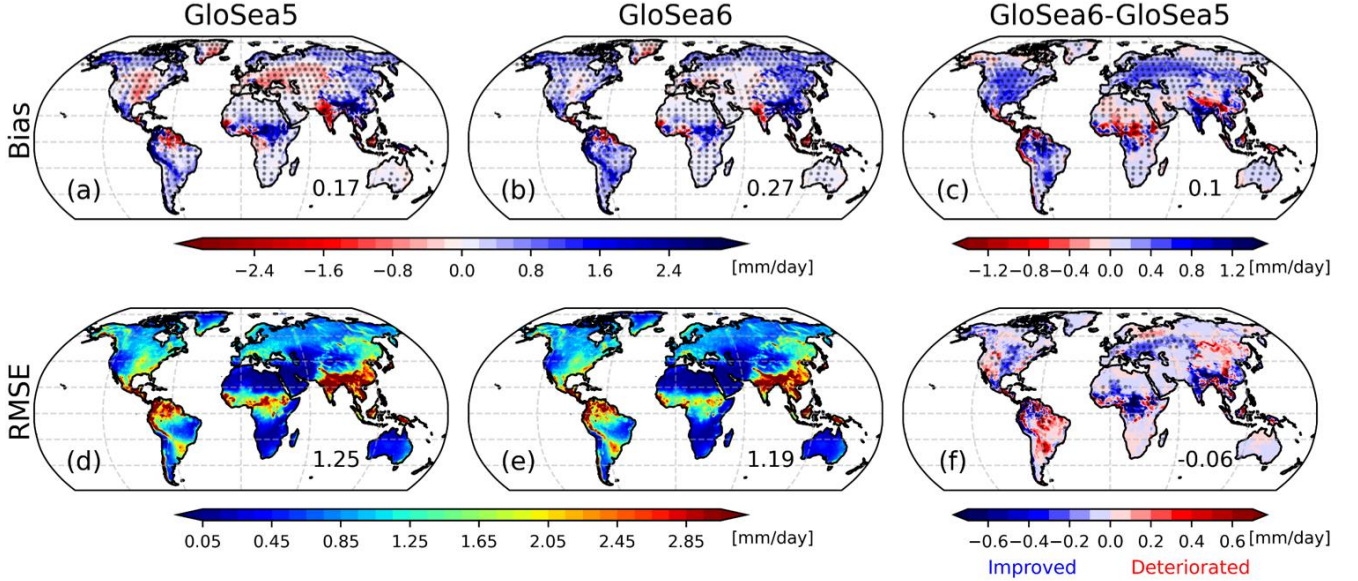 GloSea5 GloSea6 GloSea6-GloSea5
Bias
(a) 0.17 (b) 0.27 (c) 0.1
−2.4 −1.6 −0.8 0.0 0.8 1.6 2.4 [mm/day] −1.2 −0.8 −0.4 0.0 0.4 0.8 1.2 [mm/day]
RMSE
(d) 1.25 (e) 1.19 (f) -0.06
0.05 0.45 0.85 1.25 1.65 2.05 2.45 2.85 [mm/day] −0.6 −0.4 −0.2 0.0 0.2 0.4 0.6 [mm/day]
Improved Deteriorated